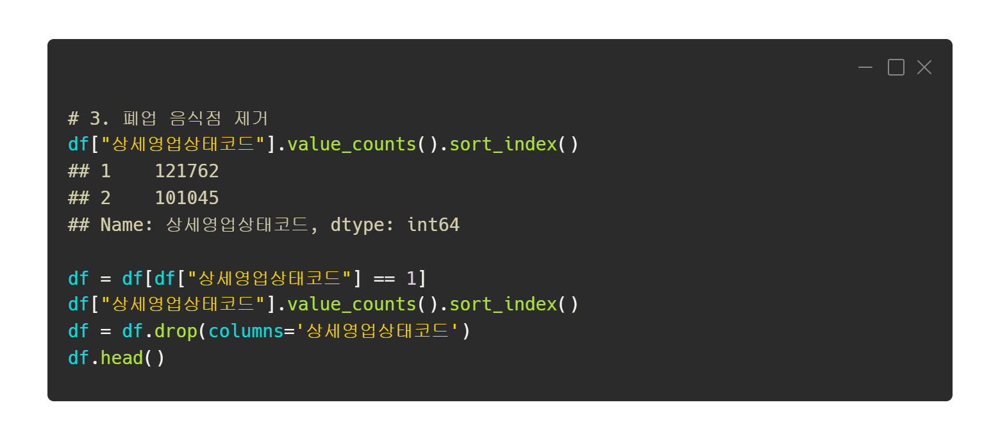 # 3. 폐업 음식점 제거
df["상세영업상태코드"].value_counts().sort_index()
## 1    121762
## 2    101045
## Name: 상세영업상태코드, dtype: int64
df = df[df["상세영업상태코드"] == 1]
df["상세영업상태코드"].value_counts().sort_index()
df = df.drop(columns='상세영업상태코드')
df.head()